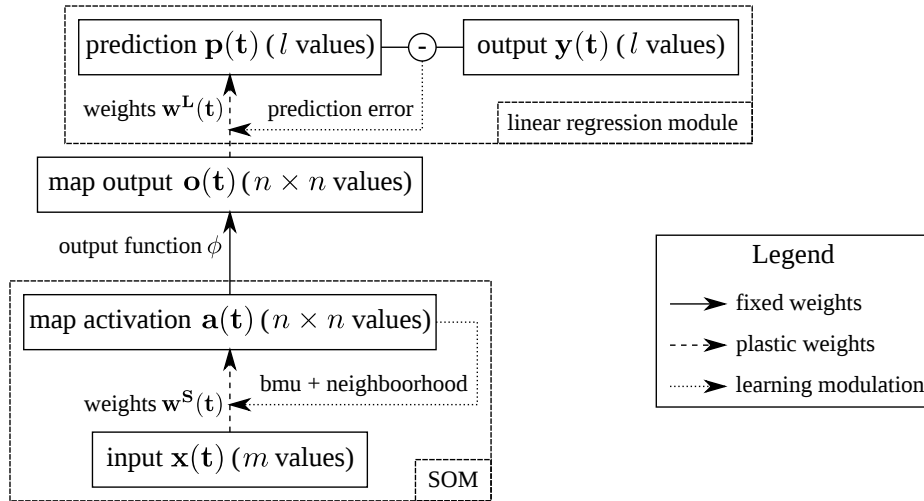 prediction p(t) (l values)
-
output y(t) (l values)
weights w^L(t)
prediction error
linear regression module
map output o(t) (n × n values)
output function ϕ
Legend
fixed weights
plastic weights
learning modulation
map activation a(t) (n × n values)
bmu + neighboorhood
weights w^S(t)
input x(t) (m values)
SOM